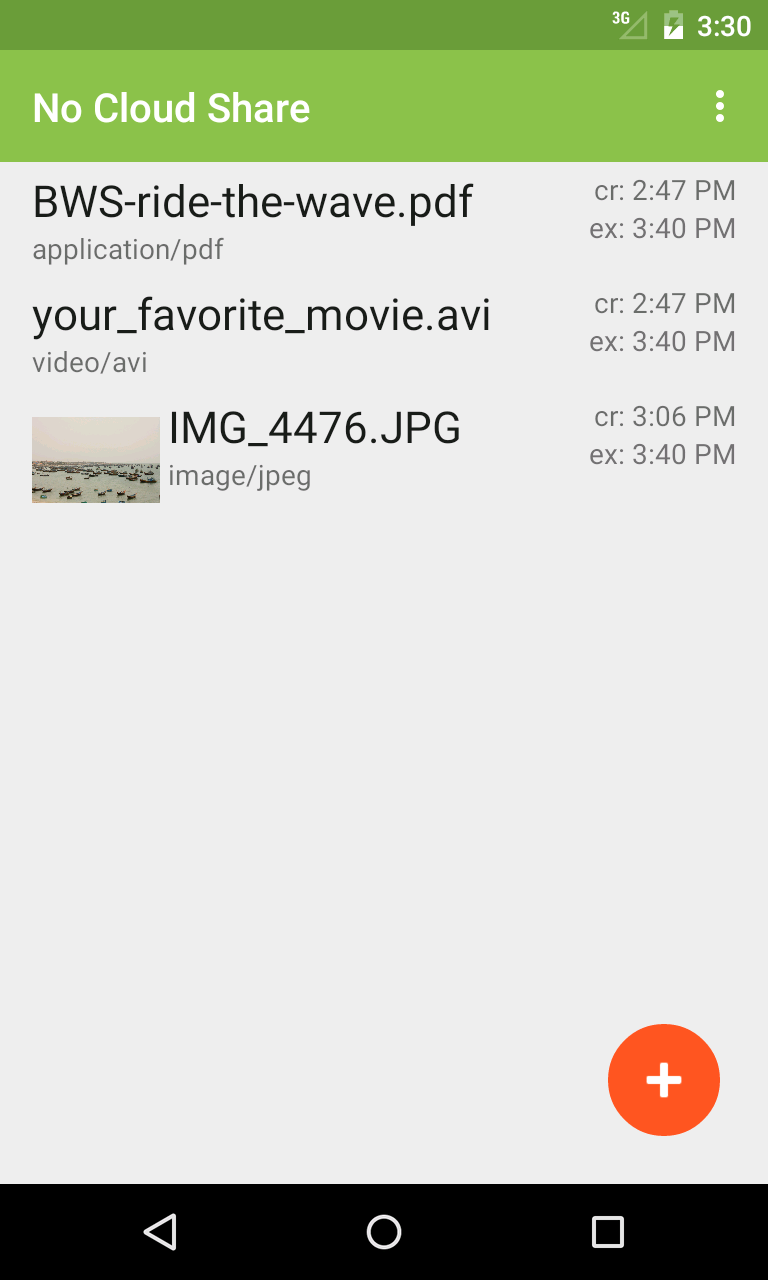 3G 3:30
No Cloud Share
BWS-ride-the-wave.pdf
cr: 2:47 PM
application/pdf
ex: 3:40 PM
your_favorite_movie.avi
cr: 2:47 PM
video/avi
ex: 3:40 PM
IMG_4476.JPG
cr: 3:06 PM
image/jpeg
ex: 3:40 PM